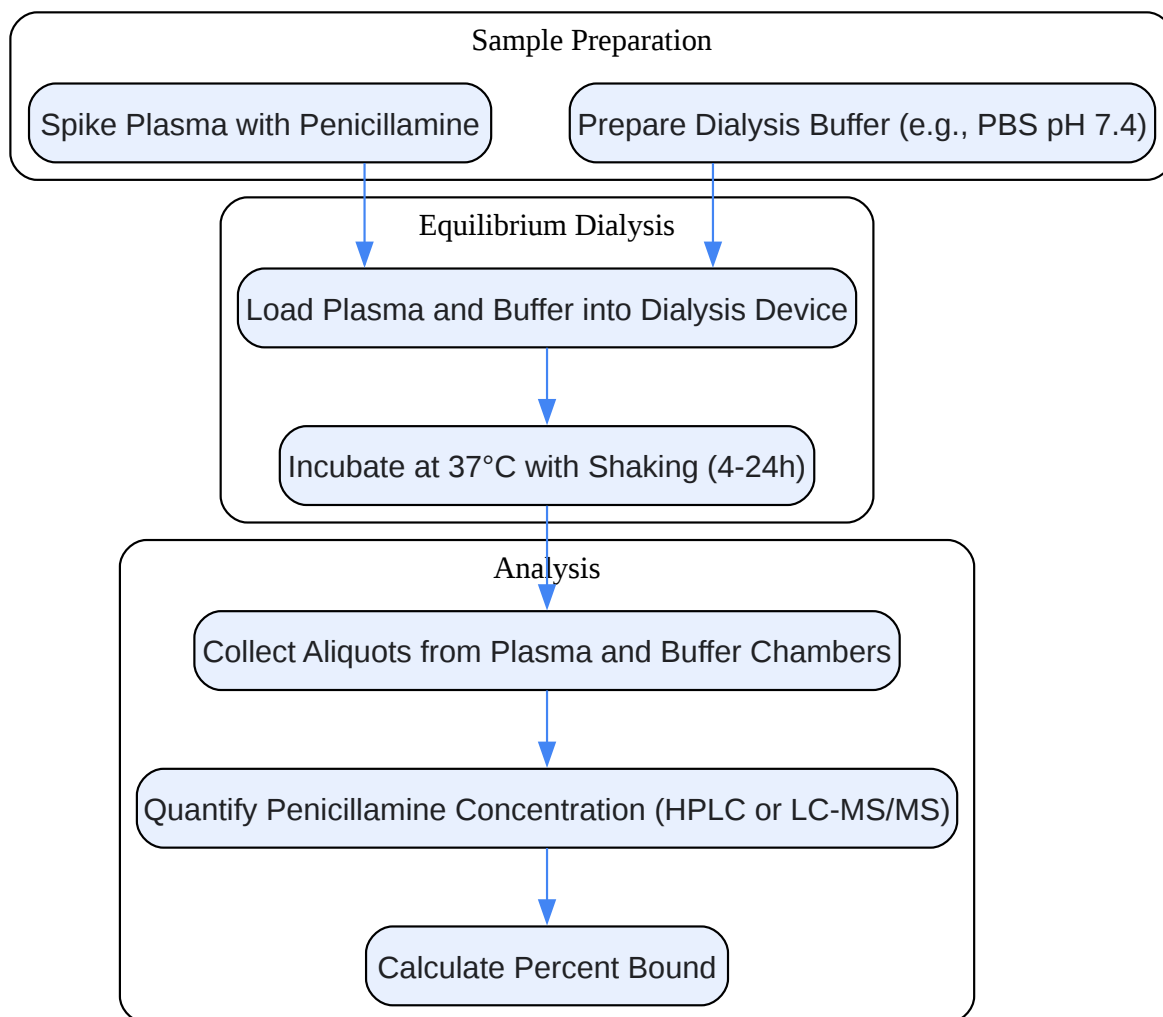 Sample Preparation
Spike Plasma with Penicillamine
Prepare Dialysis Buffer (e.g., PBS pH 7.4)
Equilibrium Dialysis
Load Plasma and Buffer into Dialysis Device
Incubate at 37°C with Shaking (4-24h)
Analysis
Collect Aliquots from Plasma and Buffer Chambers
Quantify Penicillamine Concentration (HPLC or LC-MS/MS)
Calculate Percent Bound